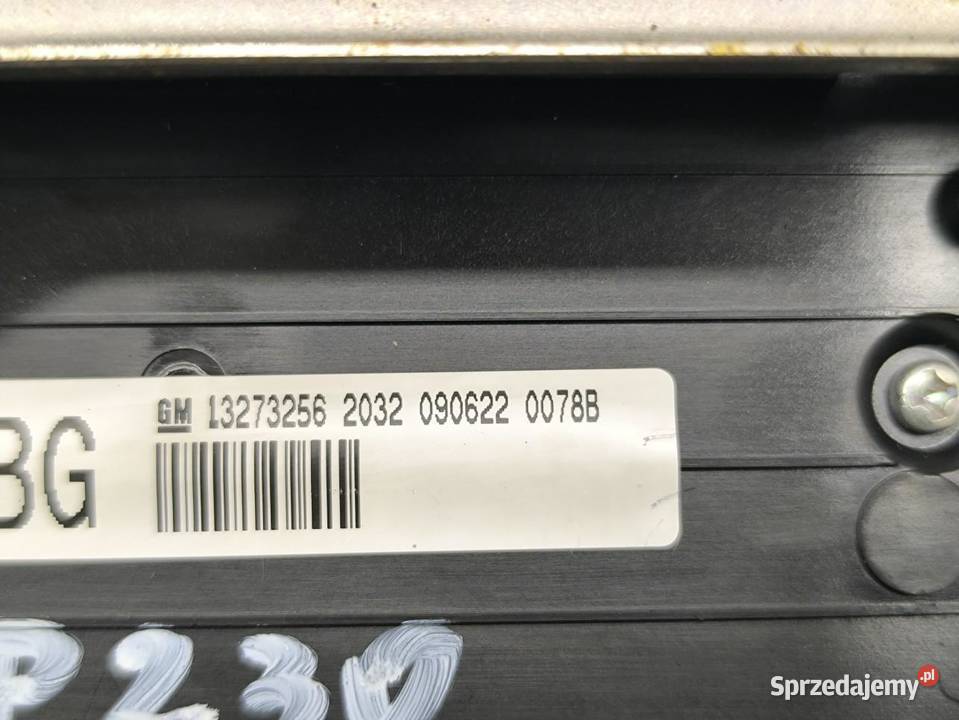 GM 13273256 2032 090622 0078B
BG
P230
Sprzedajemy.pl